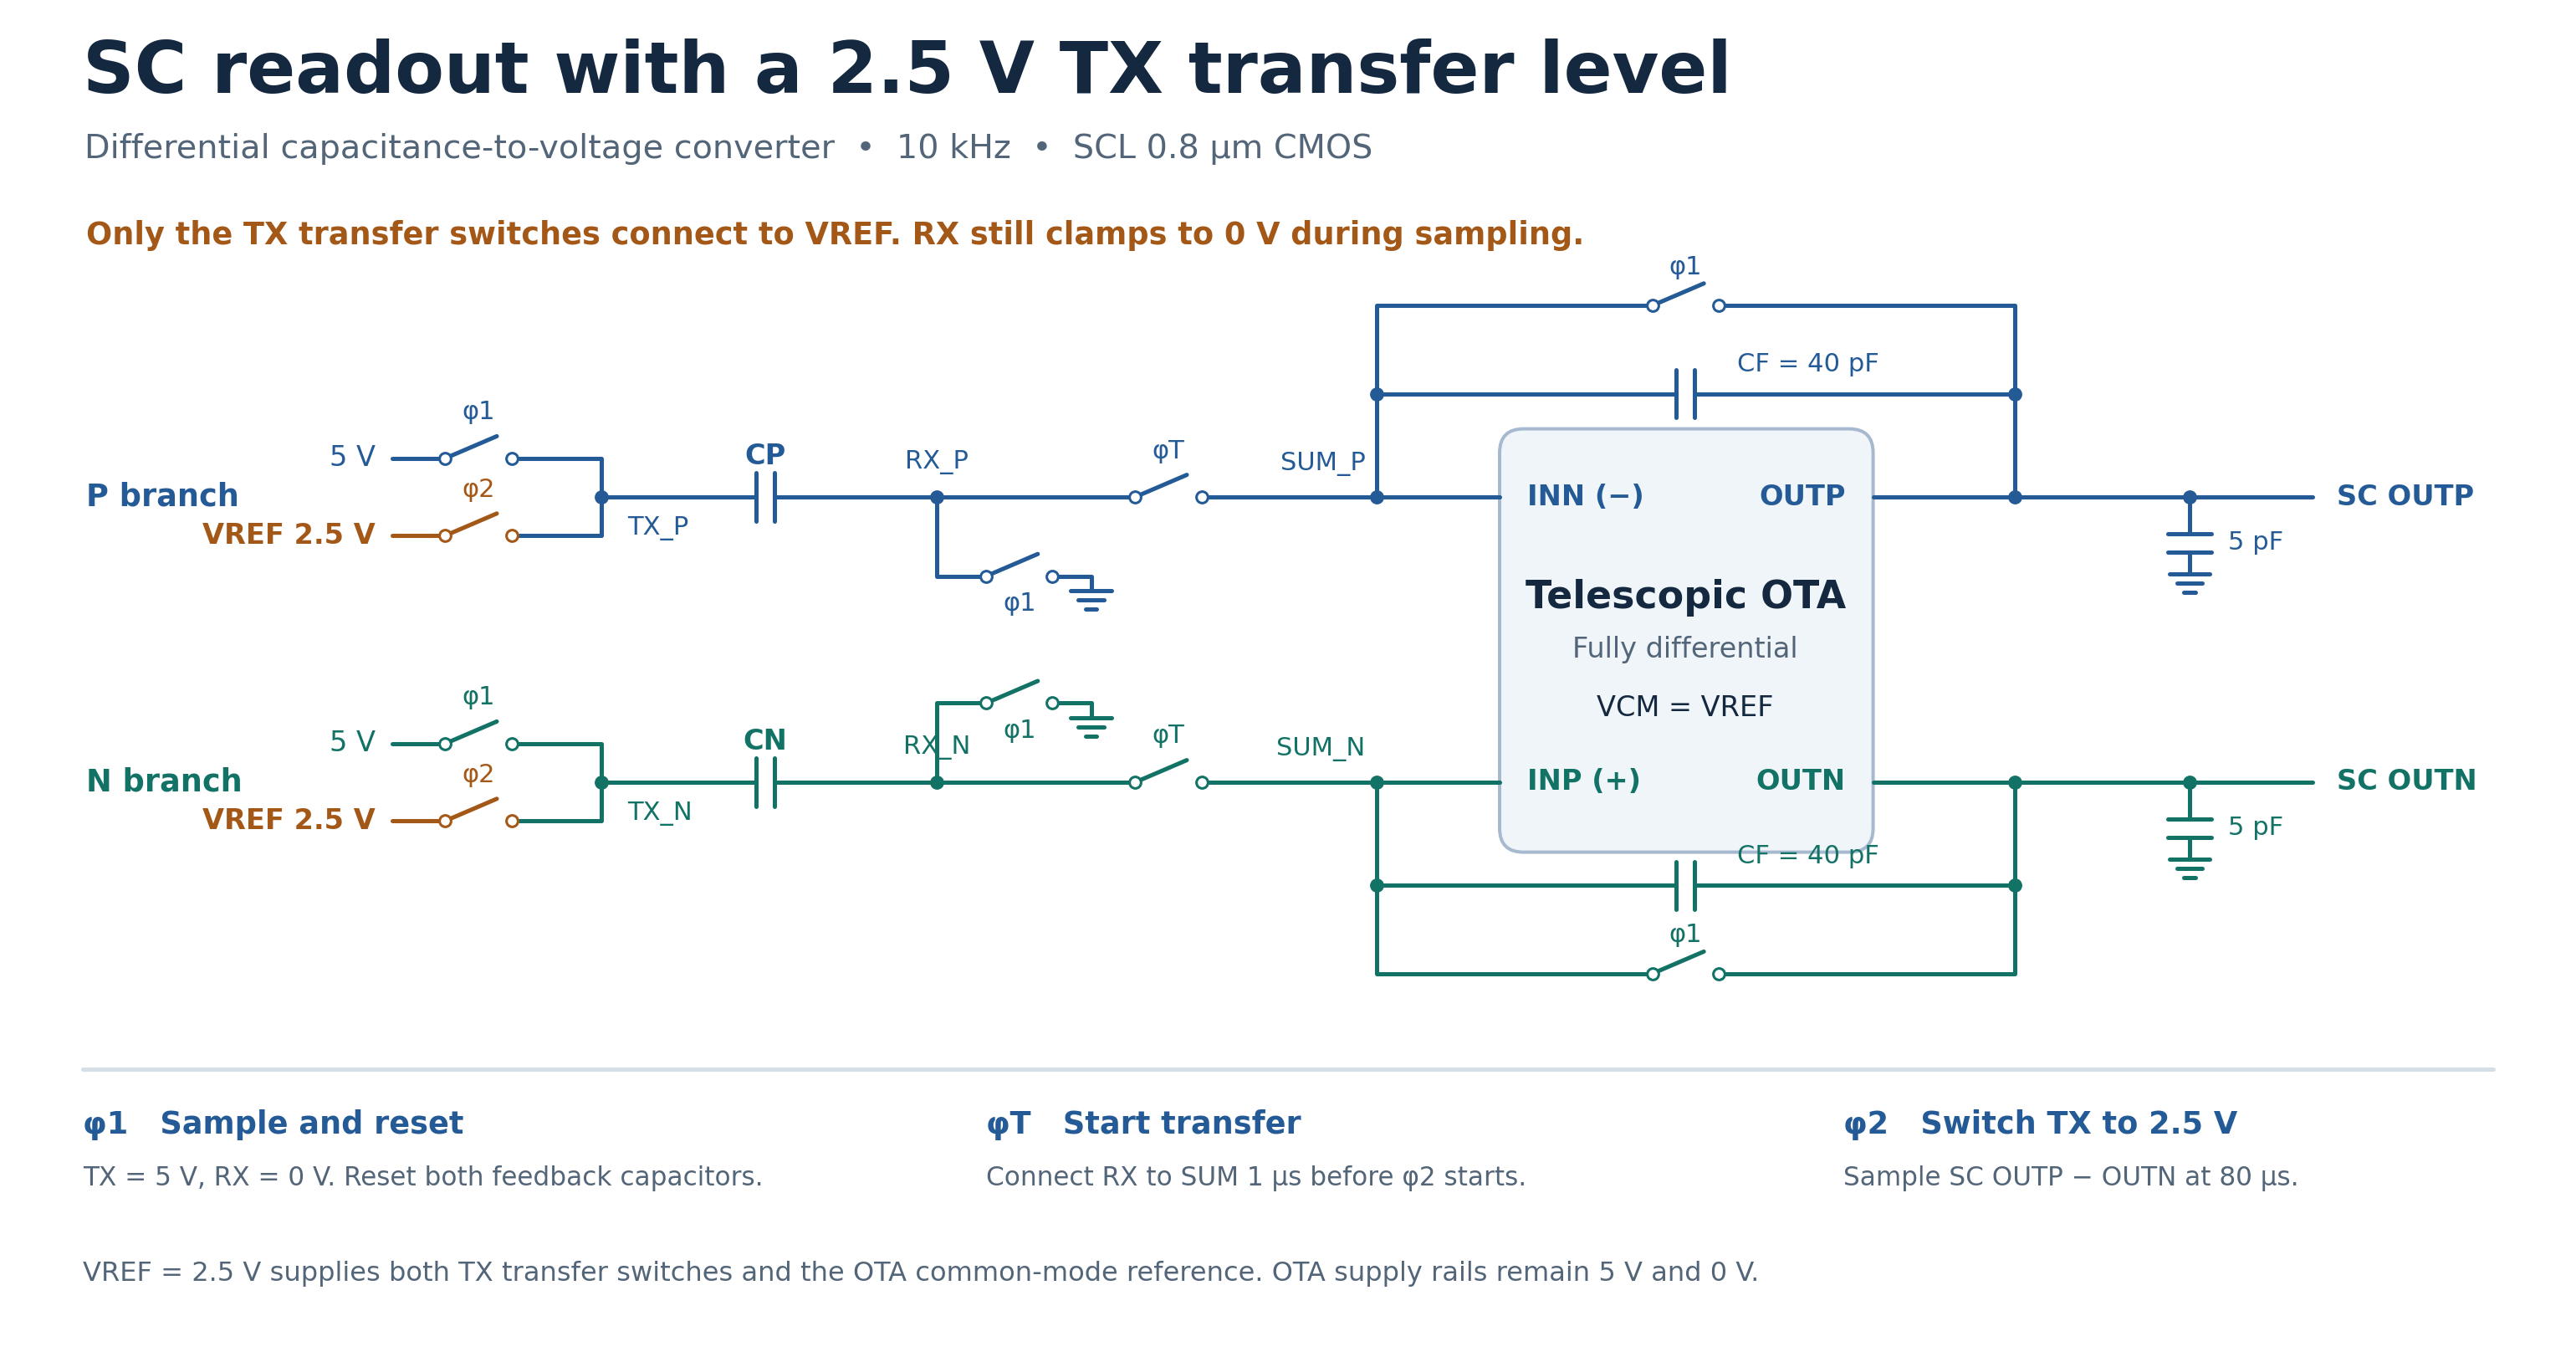 SC readout with a 2.5 V TX transfer level
Differential capacitance-to-voltage converter • 10 kHz • SCL 0.8 µm CMOS
Only the TX transfer switches connect to VREF. RX still clamps to 0 V during sampling.
φ1
CF = 40 pF
φ1
5 V
CP
RX_P
φT
SUM_P
φ2
P branch
INN (−)
OUTP
SC OUTP
VREF 2.5 V
TX_P
5 pF
φ1
Telescopic OTA
Fully differential
VCM = VREF
φ1
5 V
CN
RX_N
φ1
φT
SUM_N
φ2
N branch
INP (+)
OUTN
SC OUTN
VREF 2.5 V
TX_N
5 pF
CF = 40 pF
φ1
φ1 Sample and reset
TX = 5 V, RX = 0 V. Reset both feedback capacitors.
φT Start transfer
Connect RX to SUM 1 µs before φ2 starts.
φ2 Switch TX to 2.5 V
Sample SC OUTP − OUTN at 80 µs.
VREF = 2.5 V supplies both TX transfer switches and the OTA common-mode reference. OTA supply rails remain 5 V and 0 V.